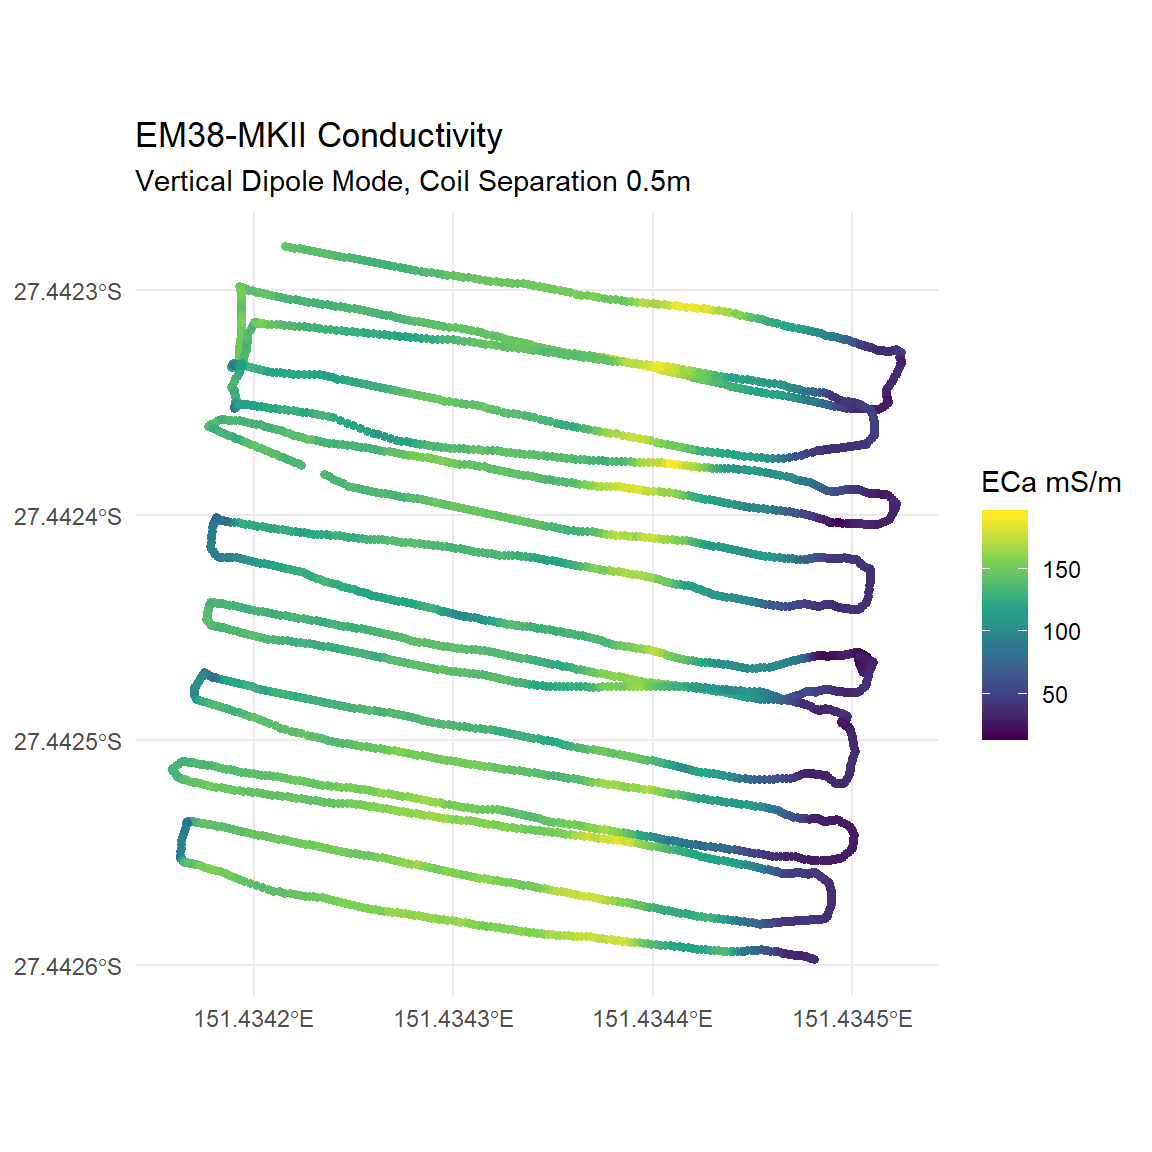 EM38-MKII Conductivity
Vertical Dipole Mode, Coil Separation 0.5m
27.4423°S
27.4424°S
27.4425°S
27.4426°S
151.4342°E
151.4343°E
151.4344°E
151.4345°E
ECa mS/m
150
100
50